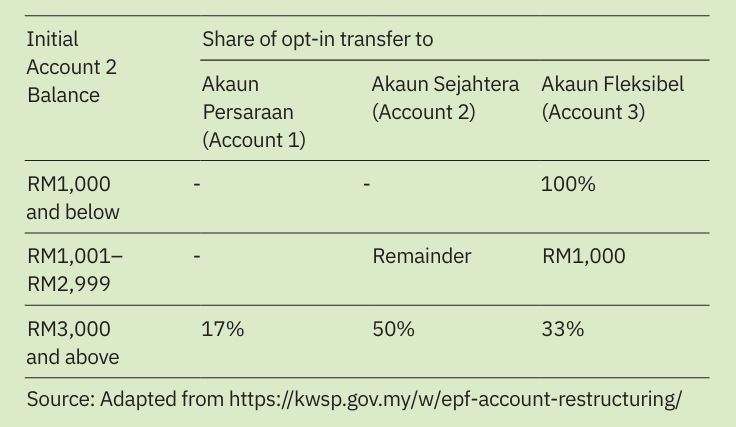 Initial
Account 2
Balance
Share of opt-in transfer to
Akaun
Persaraan
(Account 1)
Akaun Sejahtera
(Account 2)
Akaun Fleksibel
(Account 3)
RM1,000
and below
-
-
100%
RM1,001–
RM2,999
-
Remainder
RM1,000
RM3,000
and above
17%
50%
33%
Source: Adapted from https://kwsp.gov.my/w/epf-account-restructuring/